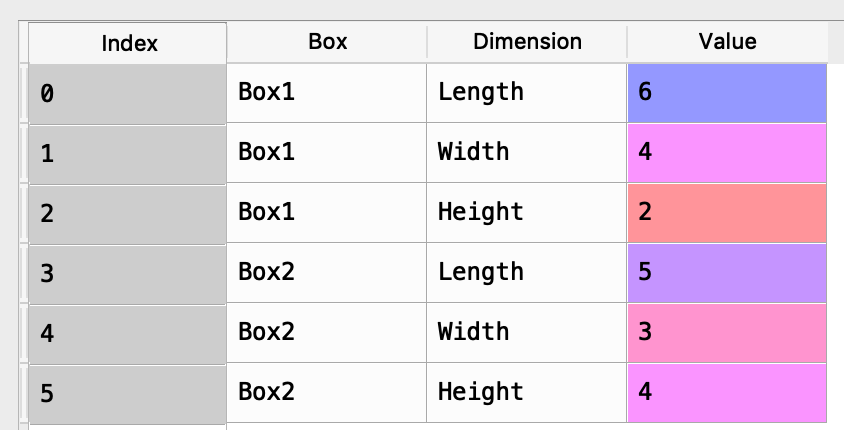 Index Box Dimension Value
0 Box1 Length 6
1 Box1 Width 4
2 Box1 Height 2
3 Box2 Length 5
4 Box2 Width 3
5 Box2 Height 4